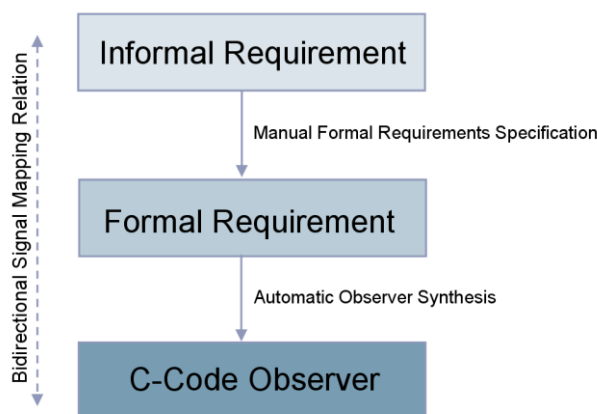 Informal Requirement
Manual Formal Requirements Specification
Formal Requirement
Automatic Observer Synthesis
C-Code Observer
Bidirectional Signal Mapping Relation